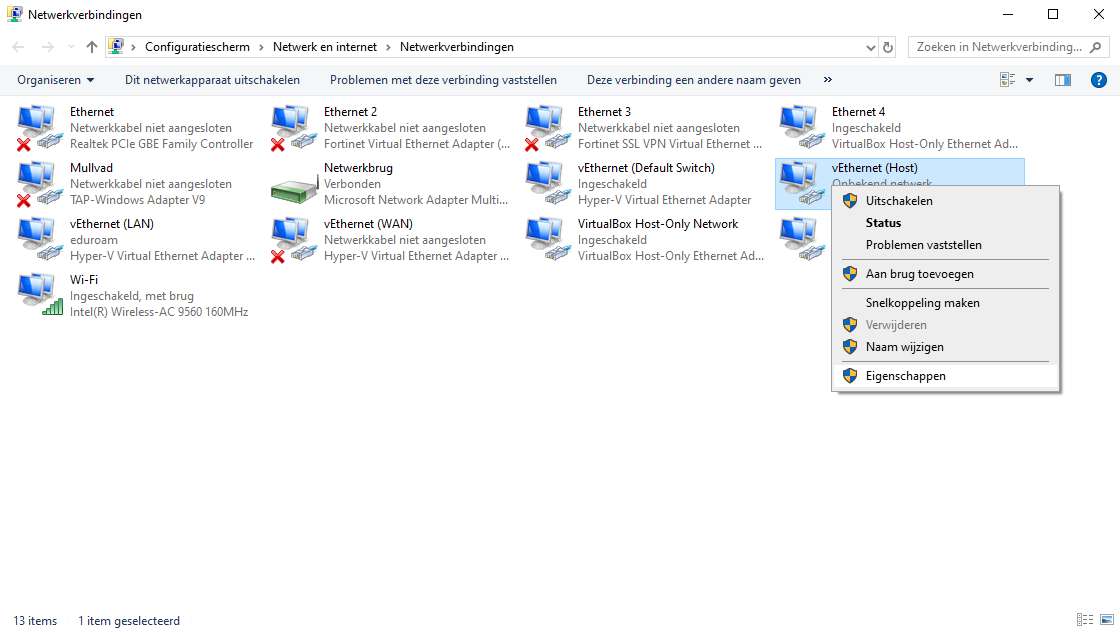 Netwerkverbindingen
Configuratiescherm > Netwerk en internet > Netwerkverbindingen
Zoeken in Netwerkverbinding...
Organiseren
Dit netwerkapparaat uitschakelen
Problemen met deze verbinding vaststellen
Deze verbinding een andere naam geven
»
Ethernet
Netwerkkabel niet aangesloten
Realtek PCIe GBE Family Controller
Ethernet 2
Netwerkkabel niet aangesloten
Fortinet Virtual Ethernet Adapter (...
Ethernet 3
Netwerkkabel niet aangesloten
Fortinet SSL VPN Virtual Ethernet ...
Ethernet 4
Ingeschakeld
VirtualBox Host-Only Ethernet Ad...
Mullvad
Netwerkkabel niet aangesloten
TAP-Windows Adapter V9
Netwerkbrug
Verbonden
Microsoft Network Adapter Multi...
vEthernet (Default Switch)
Ingeschakeld
Hyper-V Virtual Ethernet Adapter
vEthernet (Host)
Onbekend netwerk
vEthernet (LAN)
eduroam
Hyper-V Virtual Ethernet Adapter ...
vEthernet (WAN)
Netwerkkabel niet aangesloten
Hyper-V Virtual Ethernet Adapter ...
VirtualBox Host-Only Network
Ingeschakeld
VirtualBox Host-Only Ethernet Ad...
Wi-Fi
Ingeschakeld, met brug
Intel(R) Wireless-AC 9560 160MHz
Uitschakelen
Status
Problemen vaststellen
Aan brug toevoegen
Snelkoppeling maken
Verwijderen
Naam wijzigen
Eigenschappen
13 items
1 item geselecteerd